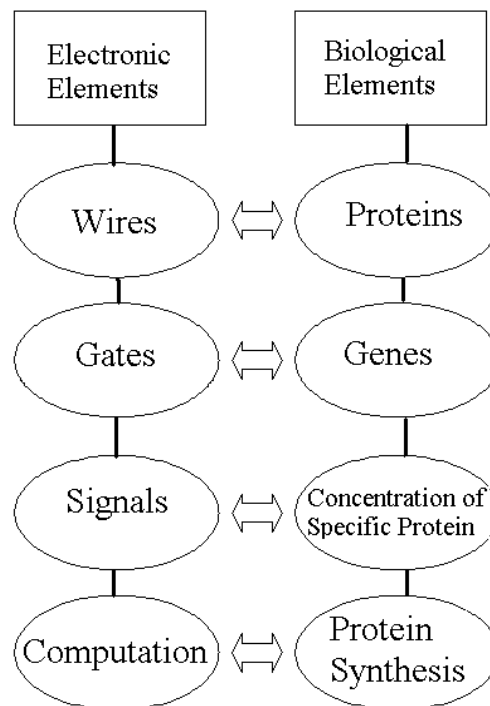 Electronic
Elements
Biological
Elements
Wires
Proteins
Gates
Genes
Signals
Concentration of
Specific Protein
Computation
Protein
Synthesis